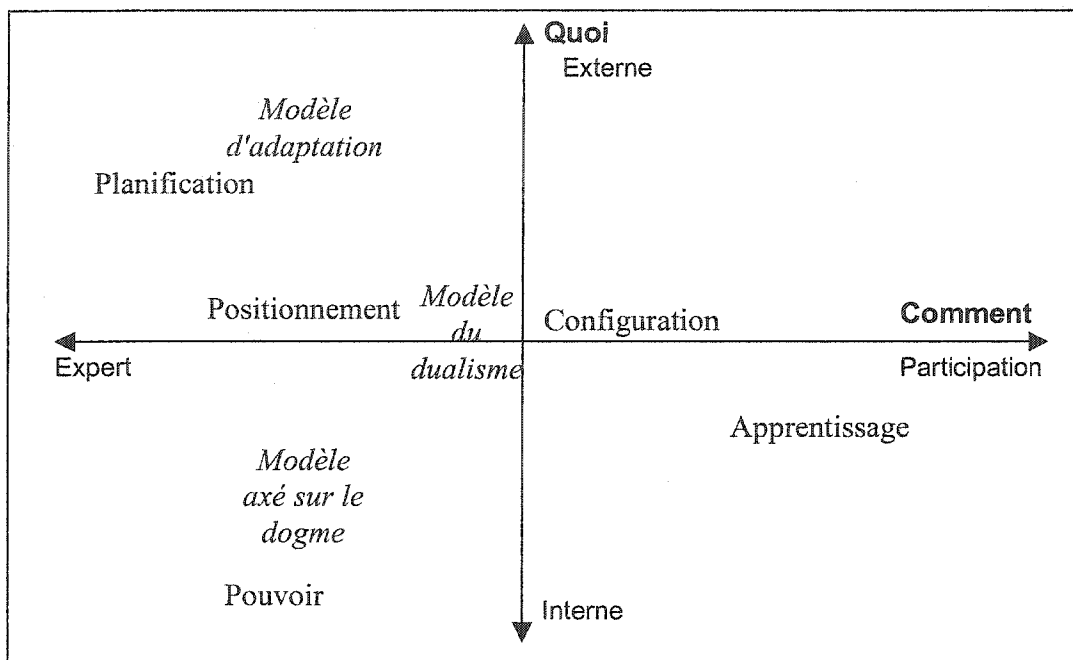 Quoi
Externe
Modèle
d'adaptation
Planification
Positionnement
Modèle
du
dualisme
Configuration
Comment
Expert
Participation
Apprentissage
Modèle
axé sur le
dogme
Pouvoir
Interne